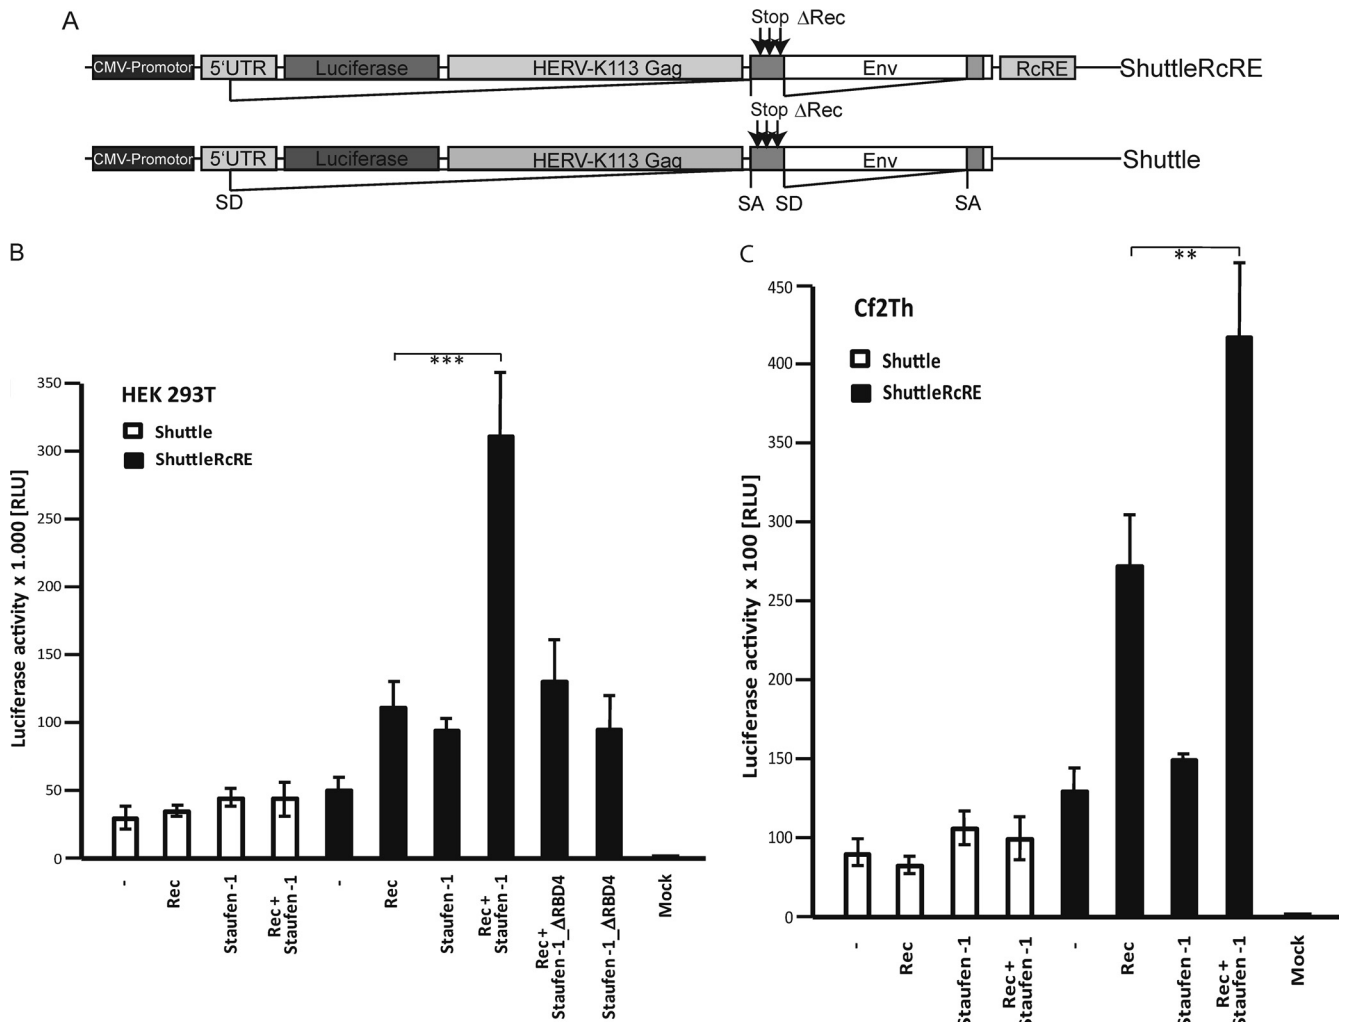 A
Stop ΔRec
CMV-Promotor 5'UTR Luciferase HERV-K113 Gag Env RcRE ShuttleRcRE
Stop ΔRec
CMV-Promotor 5'UTR Luciferase HERV-K113 Gag Env Shuttle
SD SA SD SA
B
***
HEK 293T
Shuttle
ShuttleRcRE
Luciferase activity x 1.000 [RLU]
350
300
250
200
150
100
50
0
-
Rec
Staufen -1
Rec +
Staufen -1
-
Rec
Staufen -1
Rec +
Staufen -1
Rec +
Staufen -1_ΔRBD4
Staufen -1_ΔRBD4
Mock
C
**
Cf2Th
Shuttle
ShuttleRcRE
Luciferase activity x 100 [RLU]
450
400
350
300
250
200
150
100
0
-
Rec
Staufen -1
Rec +
Staufen -1
-
Rec
Staufen -1
Rec +
Staufen -1
Mock